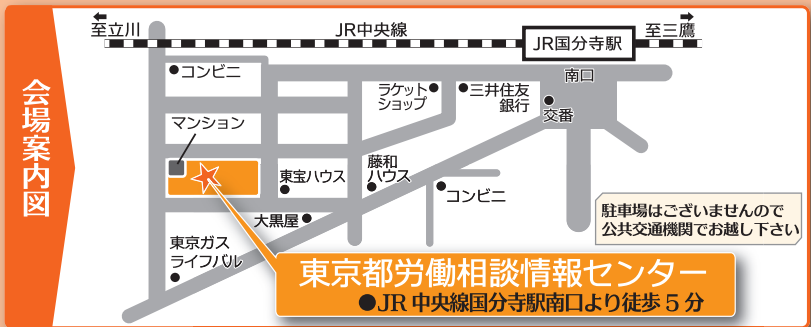 会場案内図
至立川
JR中央線
JR国分寺駅
至三鷹
南口
コンビニ
ラケット
ショップ
三井住友
銀行
交番
マンション
東宝ハウス
藤和
ハウス
コンビニ
大黒屋
東京ガス
ライフバル
駐車場はございませんので
公共交通機関でお越し下さい
東京都労働相談情報センター
●JR中央線国分寺駅南口より徒歩5分